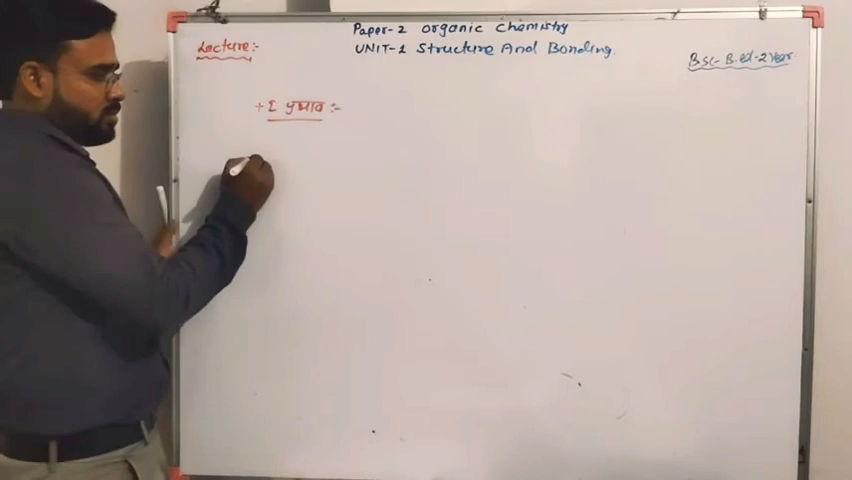 Paper-2 organic chemistry
Lecture:-
UNIT-1 Structure And Bonding.
BSC-B.ed-2Year
+I प्रभाव :-